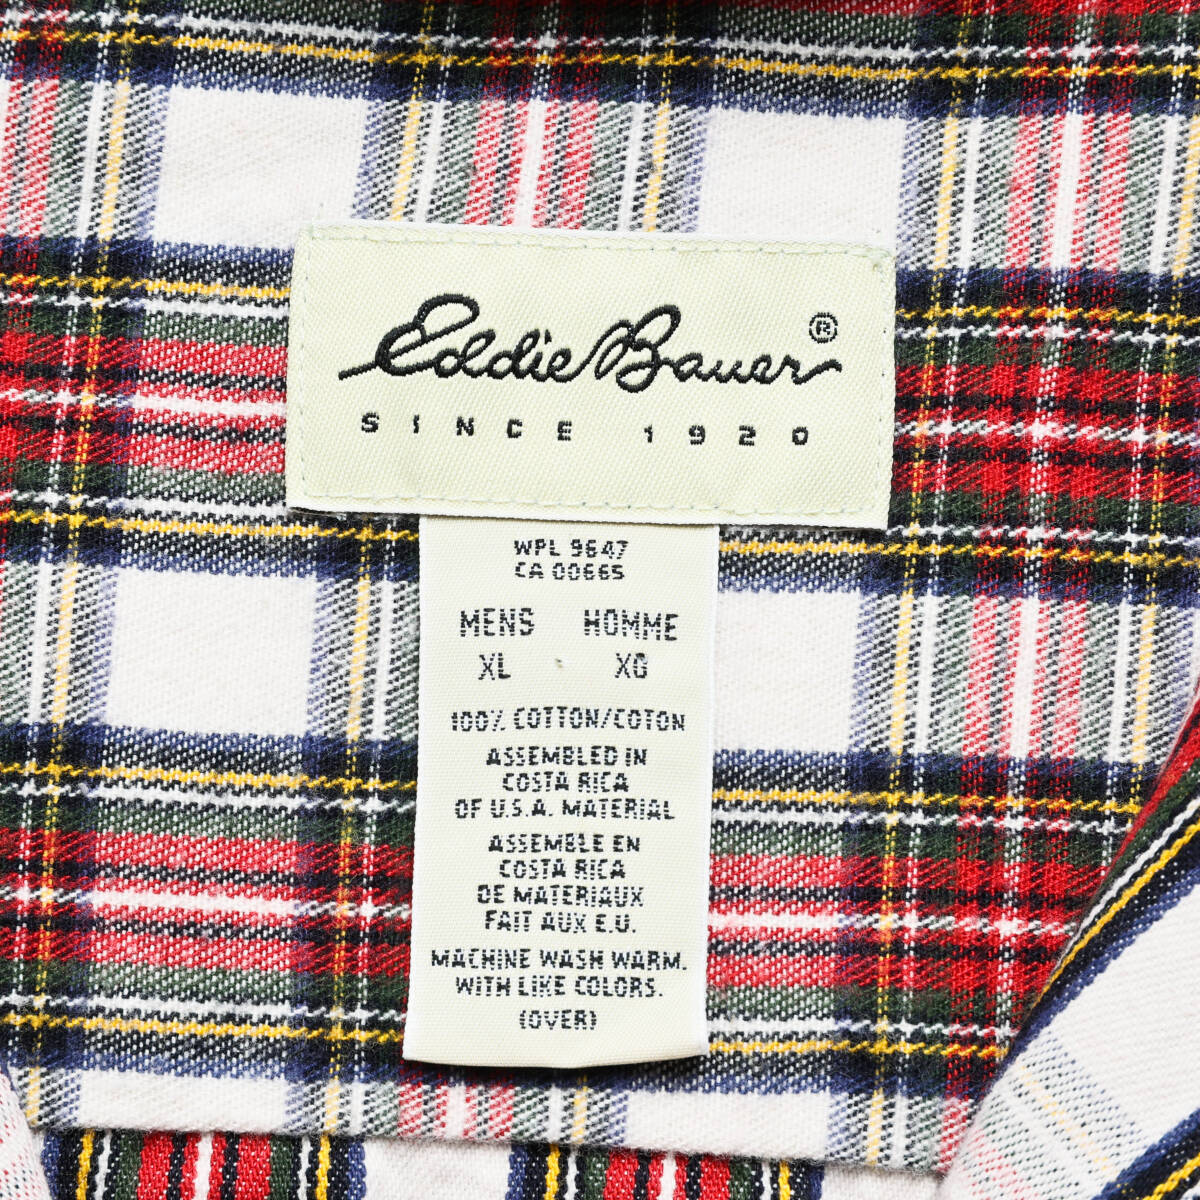 Eddie Bauer ®
SINCE 1920
WPL 9647
CA 00665
MENS HOMME
XL XG
100% COTTON/COTON
ASSEMBLED IN
COSTA RICA
OF U.S.A. MATERIAL
ASSEMBLE EN
COSTA RICA
DE MATERIAUX
FAIT AUX E.U.
MACHINE WASH WARM.
WITH LIKE COLORS.
(OVER)